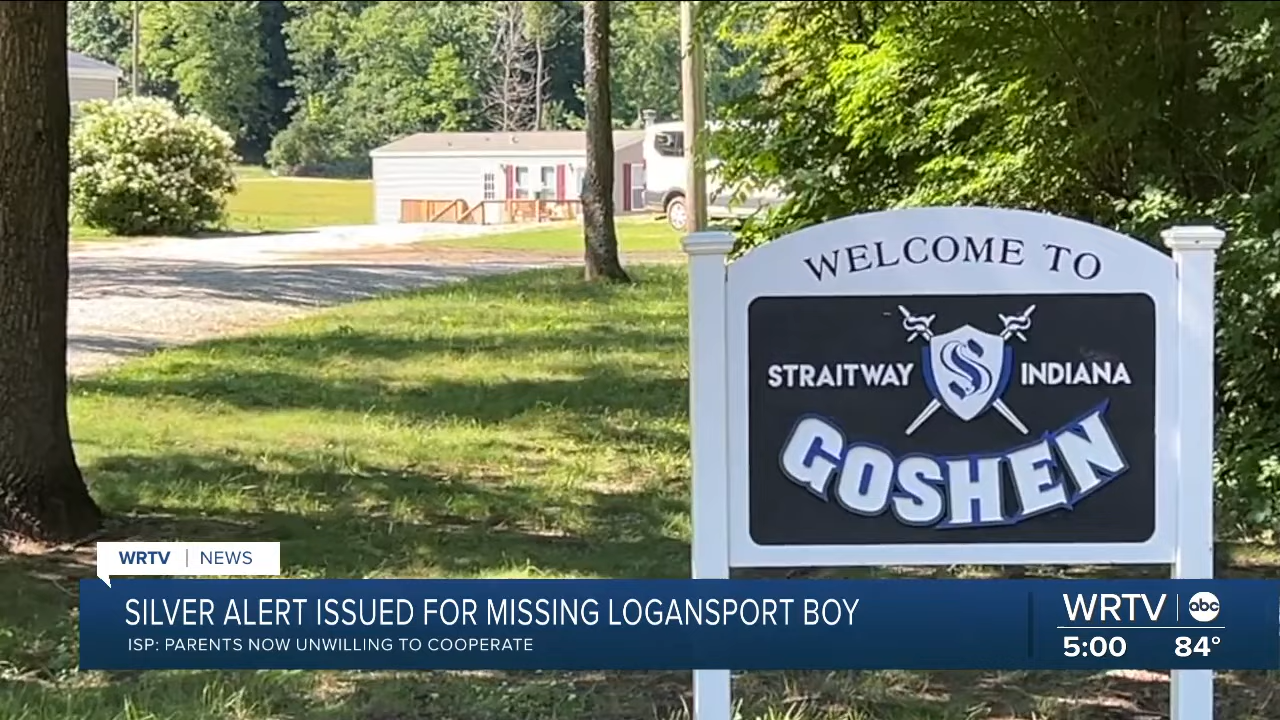 WELCOME TO
STRAITWAY S INDIANA
GOSHEN
WRTV | NEWS
SILVER ALERT ISSUED FOR MISSING LOGANSPORT BOY
ISP: PARENTS NOW UNWILLING TO COOPERATE
WRTV | abc
5:00 84°